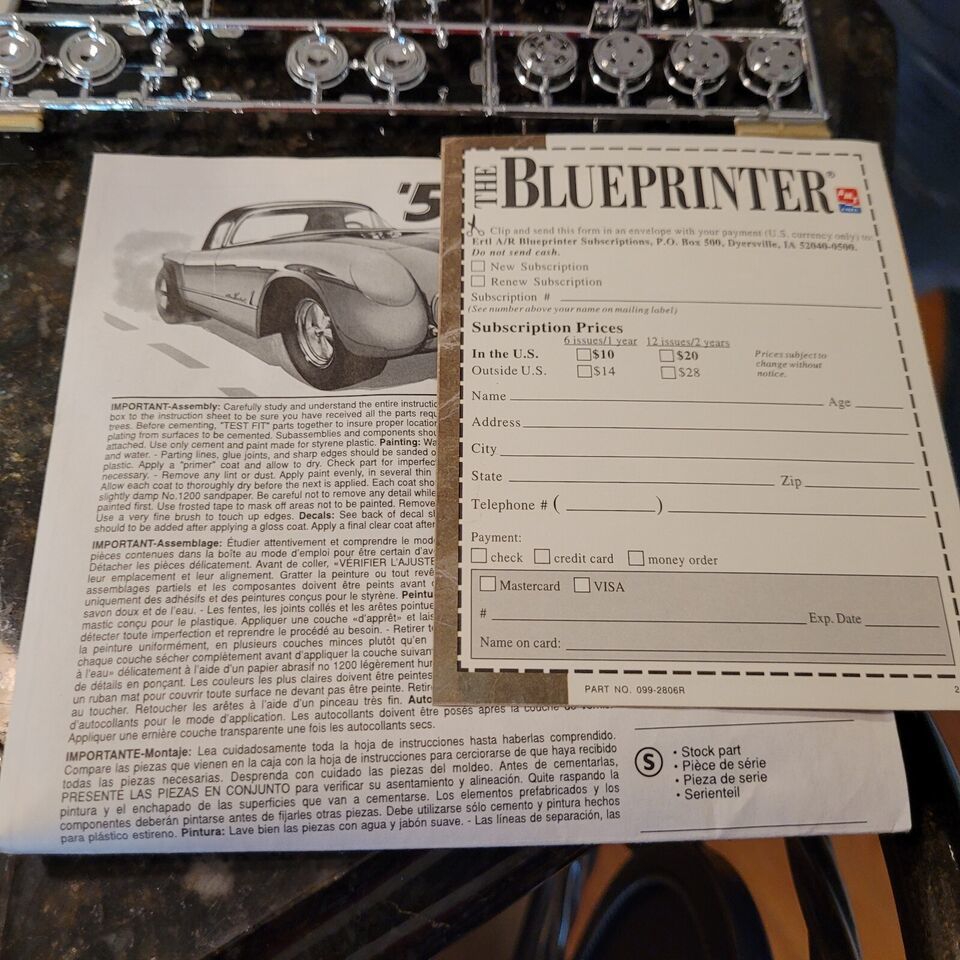 '5
IMPORTANT-Assembly: Carefully study and understand the entire instructi
box to the instruction sheet to be sure you have received all the parts requ
trees. Before cementing, "TEST FIT" parts together to insure proper location
plating from surfaces to be cemented. Subassemblies and components shou
attached. Use only cement and paint made for styrene plastic. Painting: Wa
and water. - Parting lines, glue joints, and sharp edges should be sanded o
plastic. Apply a "primer" coat and allow to dry. Check part for imperfect
necessary. - Remove any lint or dust. Apply paint evenly, in several thin
Allow each coat to thoroughly dry before the next is applied. Each coat sho
slightly damp No.1200 sandpaper. Be careful not to remove any detail while
painted first. Use frosted tape to mask off areas not to be painted. Remove
Use a very fine brush to touch up edges. Decals: See back of decal sl
should to be added after applying a gloss coat. Apply a final clear coat after
IMPORTANT-Assemblage: Étudier attentivement et comprendre le mode
pièces contenues dans la boîte au mode d'emploi pour être certain d'av
Détacher les pièces délicatement. Avant de coller, «VÉRIFIER L'AJUSTE
leur emplacement et leur alignement. Gratter la peinture ou tout revê
assemblages partiels et les composantes doivent être peints avant d
uniquement des adhésifs et des peintures conçus pour le styrène. Peintu
savon doux et de l'eau. - Les fentes, les joints collés et les arêtes pointue
mastic conçu pour le plastique. Appliquer une couche «d'apprêt» et lais
détecter toute imperfection et reprendre le procédé au besoin. - Retirer t
la peinture uniformément, en plusieurs couches minces plutôt qu'en
chaque couche sécher complètement avant d'appliquer la couche suivan
à l'eau» délicatement à l'aide d'un papier abrasif no 1200 légèrement hum
de détails en ponçant. Les couleurs les plus claires doivent être peintes
un ruban mat pour couvrir toute surface ne devant pas être peinte. Retire
au toucher. Retoucher les arêtes à l'aide d'un pinceau très fin. Auto
d'autocollants pour le mode d'application. Les autocollants doivent être posés après la couche de
Appliquer une ernière couche transparente une fois les autocollants secs.
IMPORTANTE-Montaje: Lea cuidadosamente toda la hoja de instrucciones hasta haberlas comprendido.
Compare las piezas que vienen en la caja con la hoja de instrucciones para cerciorarse de que haya recibido
todas las piezas necesarias. Desprenda con cuidado las piezas del moldeo. Antes de cementarlas,
PRESENTE LAS PIEZAS EN CONJUNTO para verificar su asentamiento y alineación. Quite raspando la
pintura y el enchapado de las superficies que van a cementarse. Los elementos prefabricados y los
componentes deberán pintarse antes de fijarles otras piezas. Debe utilizarse sólo cemento y pintura hechos
para plástico estireno. Pintura: Lave bien las piezas con agua y jabón suave. - Las líneas de separación, las
S
• Stock part
• Pièce de série
• Pieza de serie
• Serienteil
THE BLUEPRINTER®
Clip and send this form in an envelope with your payment (U.S. currency only) to:
Ertl A/R Blueprinter Subscriptions, P.O. Box 500, Dyersville, IA 52040-0500.
Do not send cash.
New Subscription
Renew Subscription
Subscription #
(See number above your name on mailing label)
Subscription Prices
6 issues/1 year 12 issues/2 years
In the U.S. $10 $20
Outside U.S. $14 $28
Prices subject to
change without
notice.
Name Age
Address
City
State Zip
Telephone # ( )
Payment:
check credit card money order
Mastercard VISA
# Exp. Date
Name on card:
PART NO. 099-2806R
2